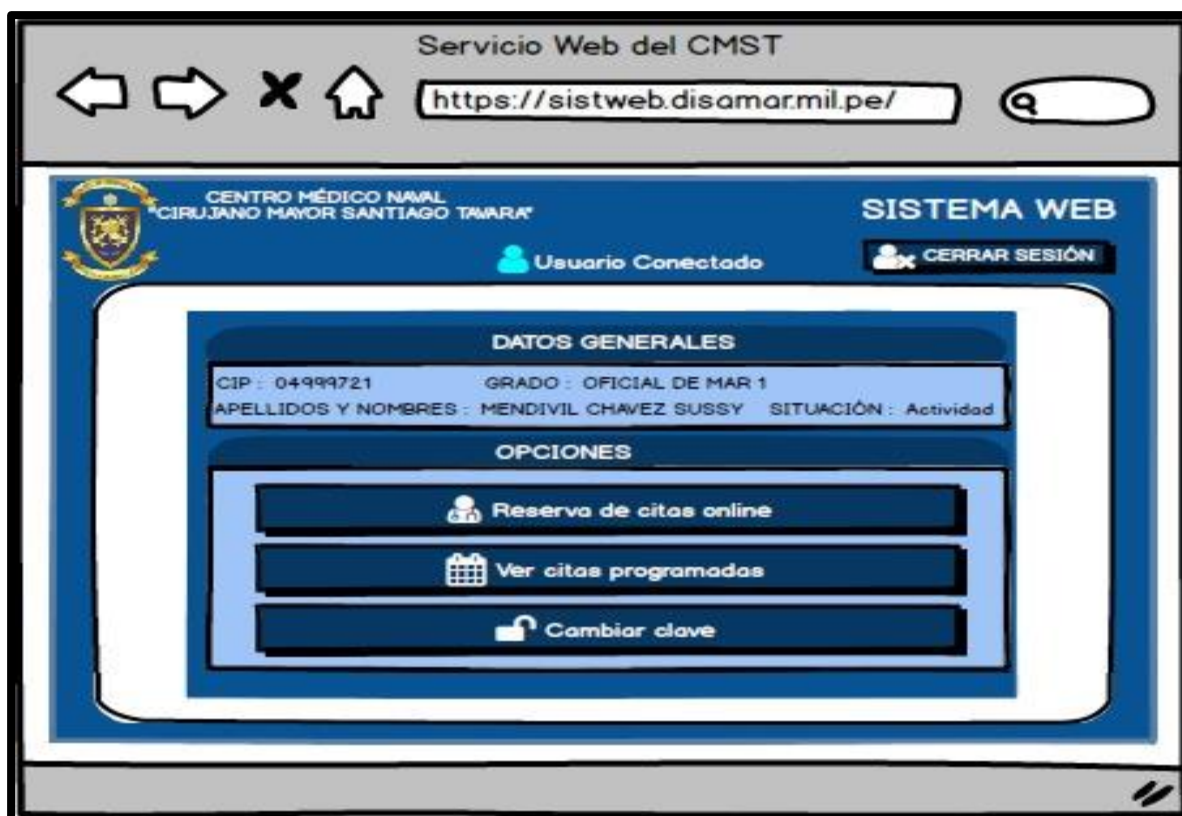 Servicio Web del CMST
https://sistweb.disamar.mil.pe/
CENTRO MÉDICO NAVAL
"CIRUJANO MAYOR SANTIAGO TAVARA"
SISTEMA WEB
Usuario Conectado
CERRAR SESIÓN
DATOS GENERALES
CIP : 04999721 GRADO : OFICIAL DE MAR 1
APELLIDOS Y NOMBRES : MENDIVIL CHAVEZ SUSSY SITUACIÓN : Actividad
OPCIONES
Reserva de citas online
Ver citas programadas
Cambiar clave